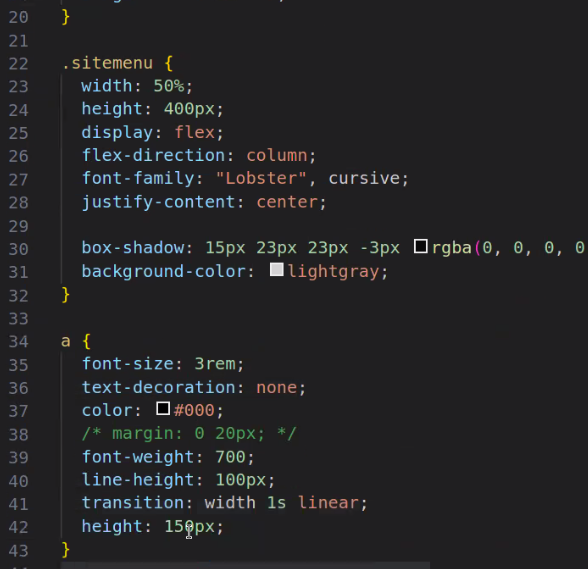 20 }
21
22 .sitemenu {
23 width: 50%;
24 height: 400px;
25 display: flex;
26 flex-direction: column;
27 font-family: "Lobster", cursive;
28 justify-content: center;
29
30 box-shadow: 15px 23px 23px -3px rgba(0, 0, 0, 0
31 background-color: lightgray;
32 }
33
34 a {
35 font-size: 3rem;
36 text-decoration: none;
37 color: #000;
38 /* margin: 0 20px; */
39 font-weight: 700;
40 line-height: 100px;
41 transition: width 1s linear;
42 height: 150px;
43 }